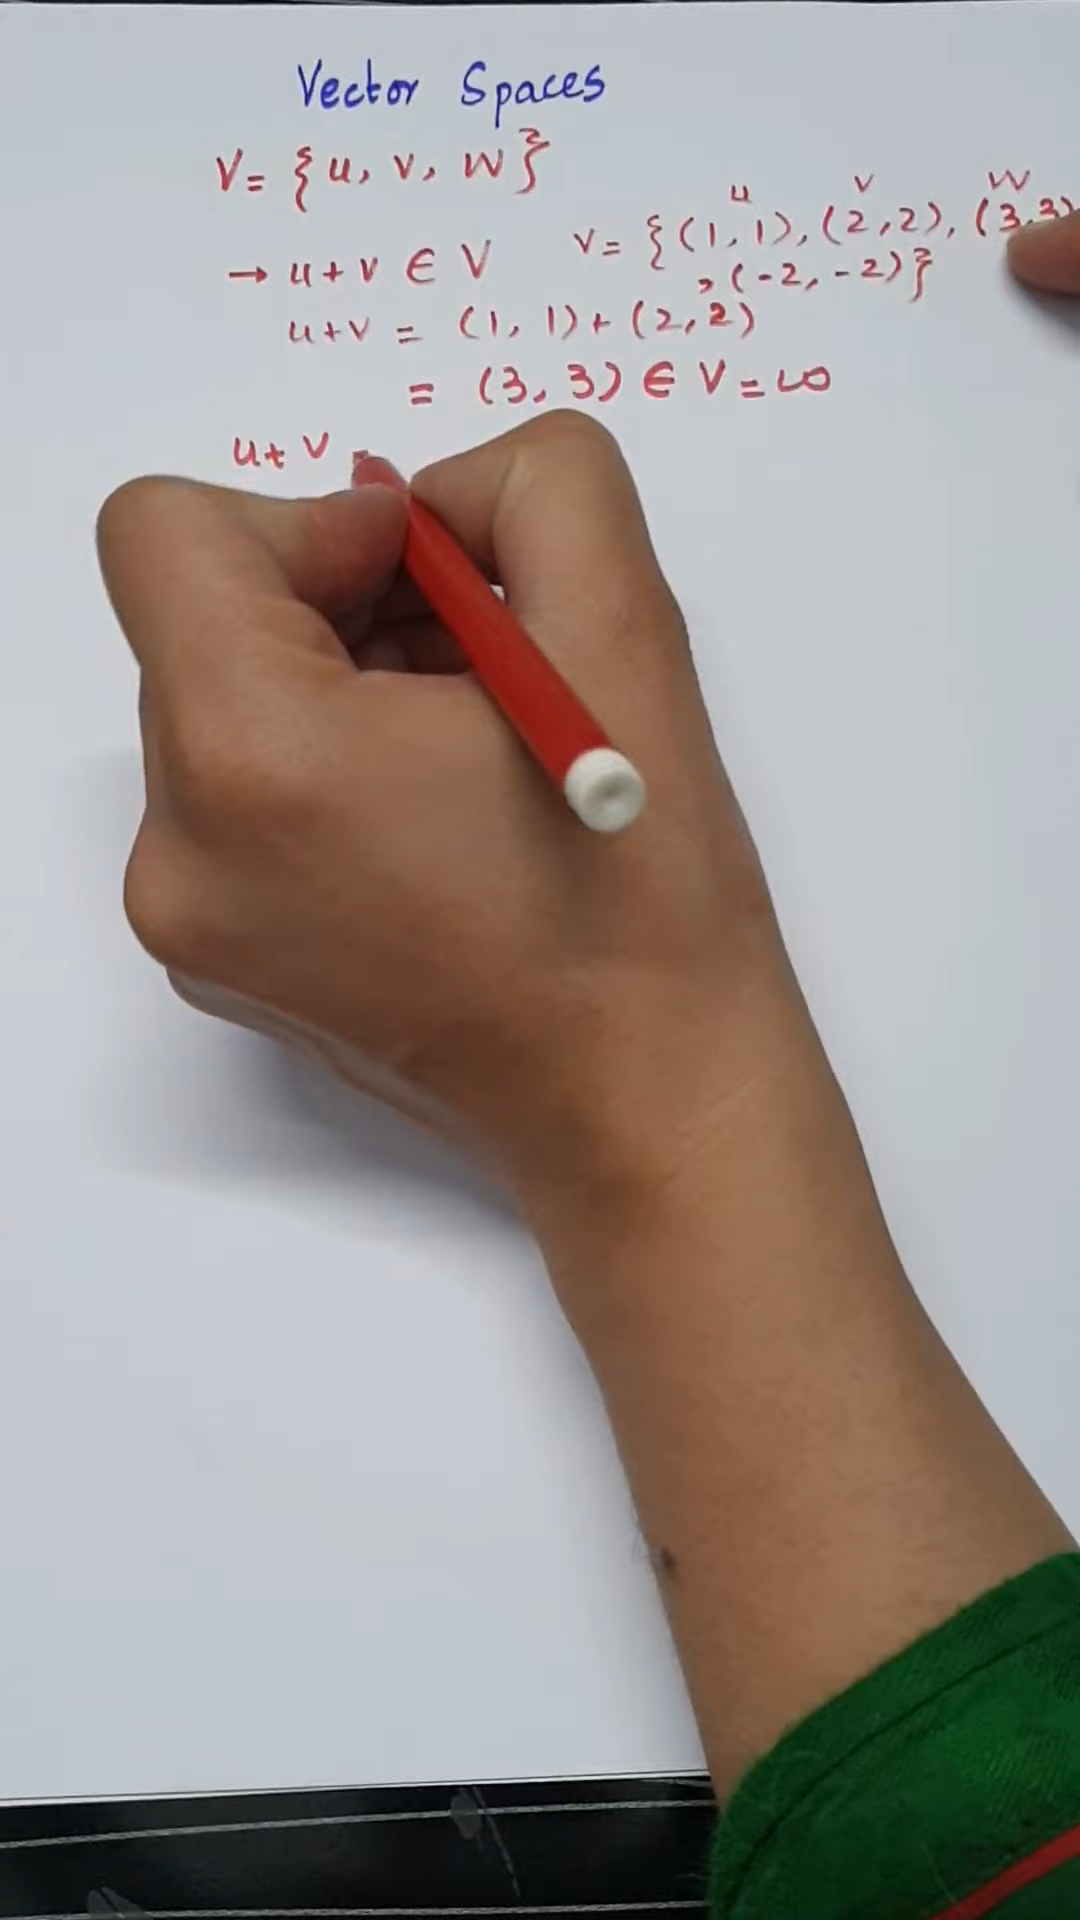 Vector Spaces
V = {u, v, w}
u v w
V = {(1, 1), (2, 2), (3, 3)
, (-2, -2)}
→ u + v ∈ V
u + v = (1, 1) + (2, 2)
= (3, 3) ∈ V = w
u + v =